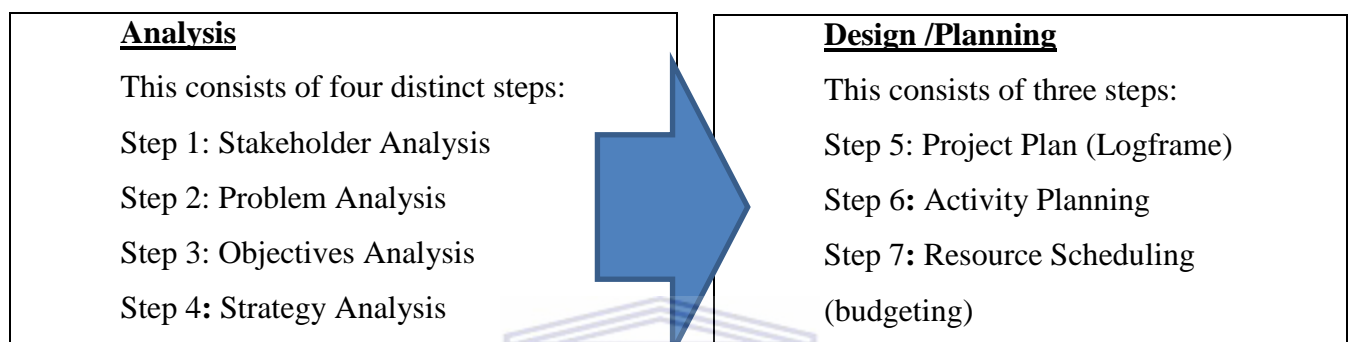 Analysis
This consists of four distinct steps:
Step 1: Stakeholder Analysis
Step 2: Problem Analysis
Step 3: Objectives Analysis
Step 4: Strategy Analysis
Design /Planning
This consists of three steps:
Step 5: Project Plan (Logframe)
Step 6: Activity Planning
Step 7: Resource Scheduling
(budgeting)